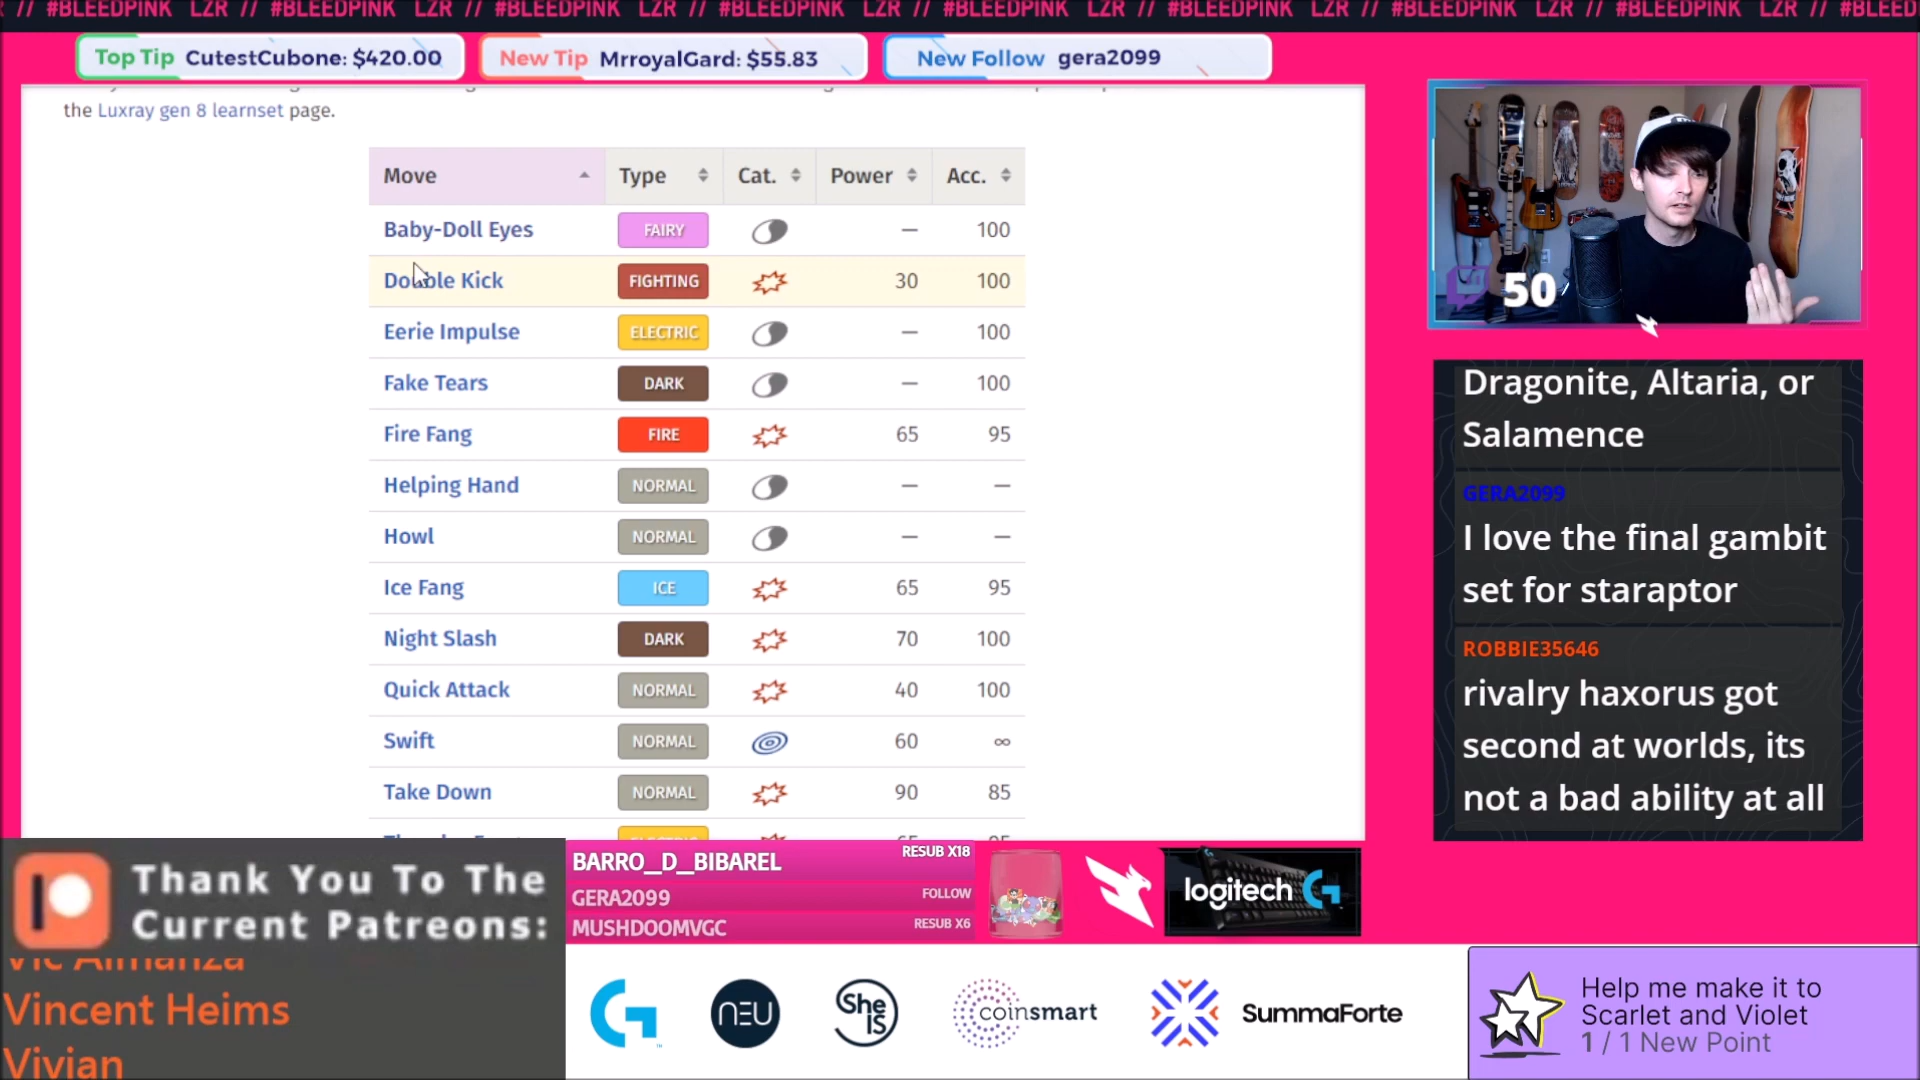 // #BLEEDPINK LZR // #BLEEDPINK LZR // #BLEEDPINK LZR // #BLEEDPINK LZR // #BLEEDPINK LZR // #BLEEDPINK LZR // #BLEEDPINK LZR // #BLEEDPINK LZR // #BLEED
Top Tip CutestCubone: $420.00
New Tip MrroyalGard: $55.83
New Follow gera2099
the Luxray gen 8 learnset page.
Move Type Cat. Power Acc.
Baby-Doll Eyes FAIRY — 100
Double Kick FIGHTING 30 100
Eerie Impulse ELECTRIC — 100
Fake Tears DARK — 100
Fire Fang FIRE 65 95
Helping Hand NORMAL — —
Howl NORMAL — —
Ice Fang ICE 65 95
Night Slash DARK 70 100
Quick Attack NORMAL 40 100
Swift NORMAL 60 ∞
Take Down NORMAL 90 85
50
Dragonite, Altaria, or
Salamence
GERA2099
I love the final gambit
set for staraptor
ROBBIE35646
rivalry haxorus got
second at worlds, its
not a bad ability at all
Thank You To The
Current Patreons:
Vic Almanza
Vincent Heims
Vivian
BARRO_D_BIBAREL RESUB X18
GERA2099 FOLLOW
MUSHDOOMVGC RESUB X6
logitech G
G
NEU
She
IS
coinsmart
SummaForte
Help me make it to
Scarlet and Violet
1 / 1 New Point